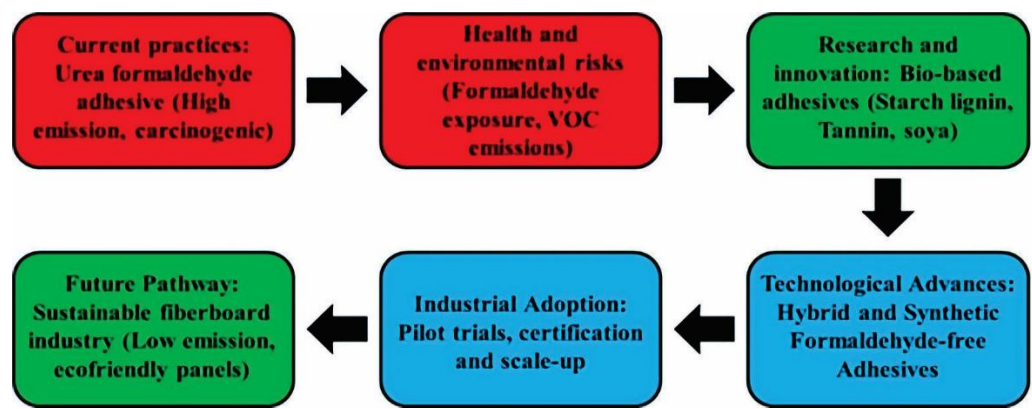 Current practices:
Urea formaldehyde
adhesive (High
emission, carcinogenic)
Health and
environmental risks
(Formaldehyde
exposure, VOC
emissions)
Research and
innovation: Bio-based
adhesives (Starch lignin,
Tannin, soya)
Technological Advances:
Hybrid and Synthetic
Formaldehyde-free
Adhesives
Industrial Adoption:
Pilot trials, certification
and scale-up
Future Pathway:
Sustainable fiberboard
industry (Low emission,
ecofriendly panels)